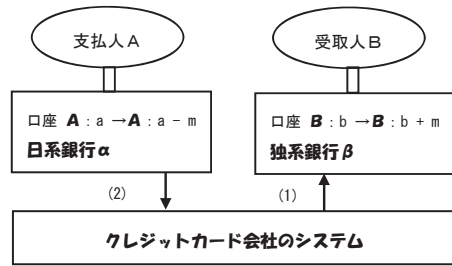 支払人A
受取人B
口座 A：a →A：a − m
日系銀行α
口座 B：b →B：b + m
独系銀行β
(2)
(1)
クレジットカード会社のシステム